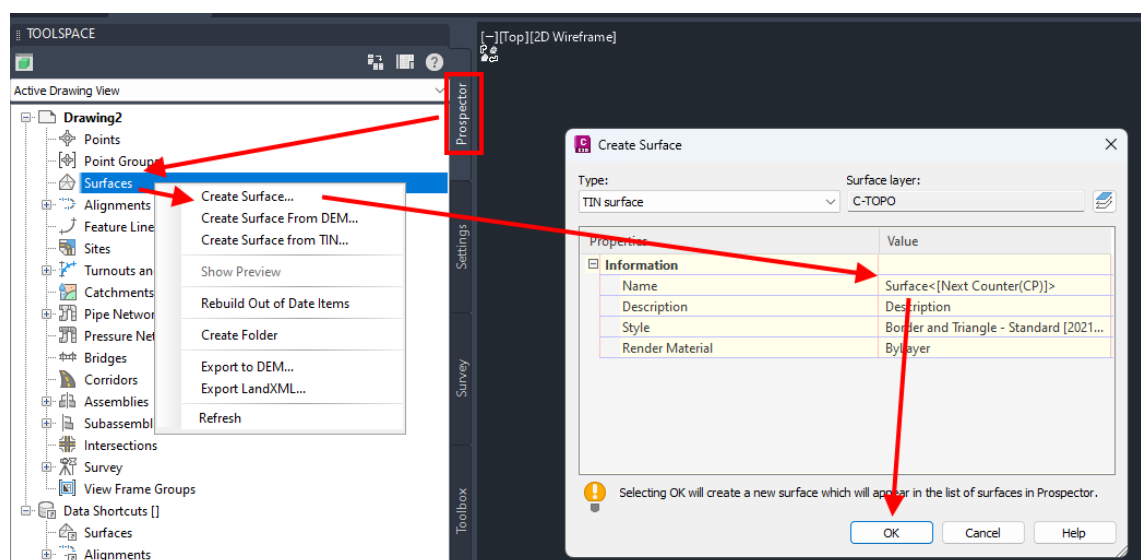 TOOLSPACE
Active Drawing View
Drawing2
Points
Point Groups
Surfaces
Alignments
Feature Line
Sites
Turnouts an
Catchments
Pipe Networ
Pressure Net
Bridges
Corridors
Assemblies
Subassembl
Intersections
Survey
View Frame Groups
Data Shortcuts []
Surfaces
Alignments
Create Surface...
Create Surface From DEM...
Create Surface from TIN...
Show Preview
Rebuild Out of Date Items
Create Folder
Export to DEM...
Export LandXML...
Refresh
Prospector
Settings
Survey
Toolbox
[−][Top][2D Wireframe]
Create Surface
Type:
Surface layer:
TIN surface
C-TOPO
Properties
Value
Information
Name
Surface<[Next Counter(CP)]>
Description
Description
Style
Border and Triangle - Standard [2021...
Render Material
ByLayer
Selecting OK will create a new surface which will appear in the list of surfaces in Prospector.
OK
Cancel
Help